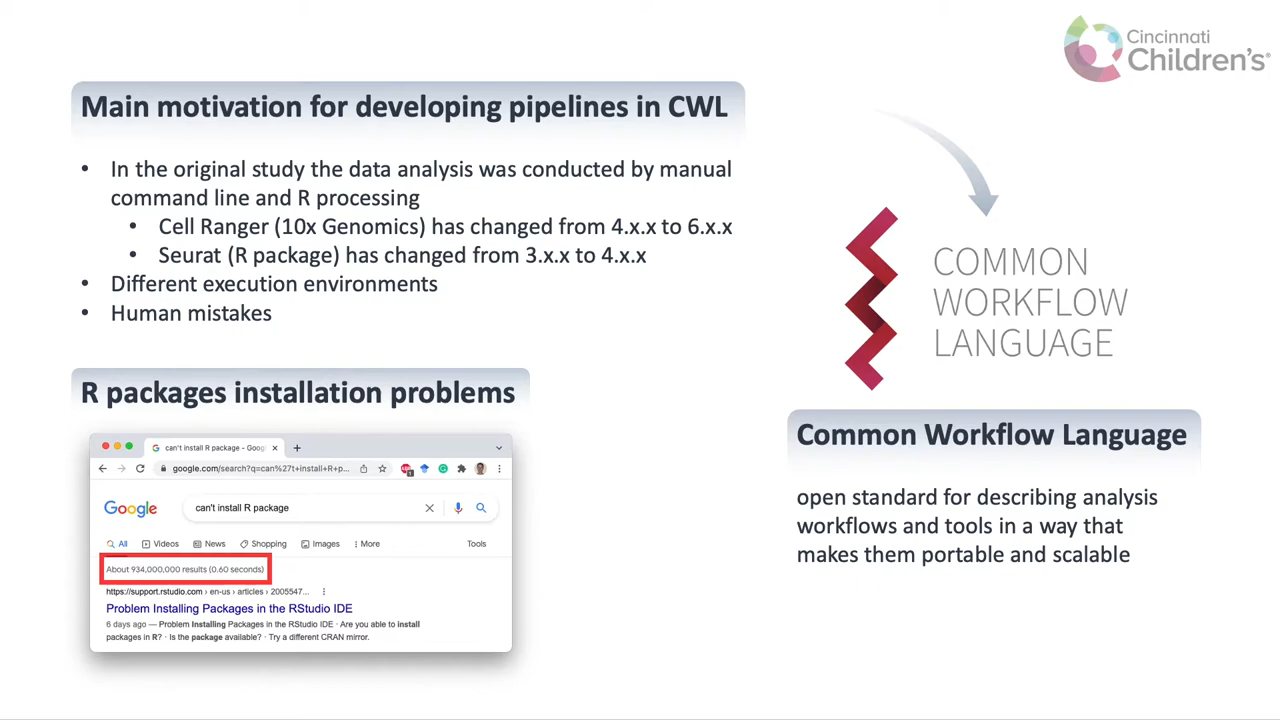 Cincinnati
Children's®
Main motivation for developing pipelines in CWL
• In the original study the data analysis was conducted by manual
command line and R processing
• Cell Ranger (10x Genomics) has changed from 4.x.x to 6.x.x
• Seurat (R package) has changed from 3.x.x to 4.x.x
• Different execution environments
• Human mistakes
COMMON
WORKFLOW
LANGUAGE
R packages installation problems
can't install R package - Goog
google.com/search?q=can%27t+install+R+p...
Google
can't install R package
All Videos News Shopping Images More Tools
About 934,000,000 results (0.60 seconds)
https://support.rstudio.com › en-us › articles › 2005547...
Problem Installing Packages in the RStudio IDE
6 days ago — Problem Installing Packages in the RStudio IDE · Are you able to install
packages in R? · Is the package available? · Try a different CRAN mirror.
Common Workflow Language
open standard for describing analysis
workflows and tools in a way that
makes them portable and scalable